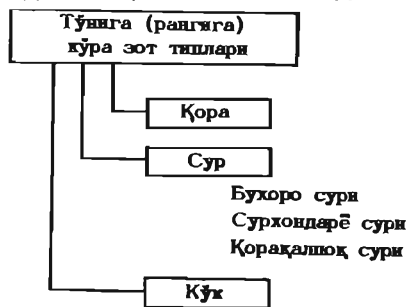 Тўнига (рангига)
кўра зот типлари
Қора
Сур
Бухоро сури
Сурхондарё сури
Қорақалпоқ сури
Кўк